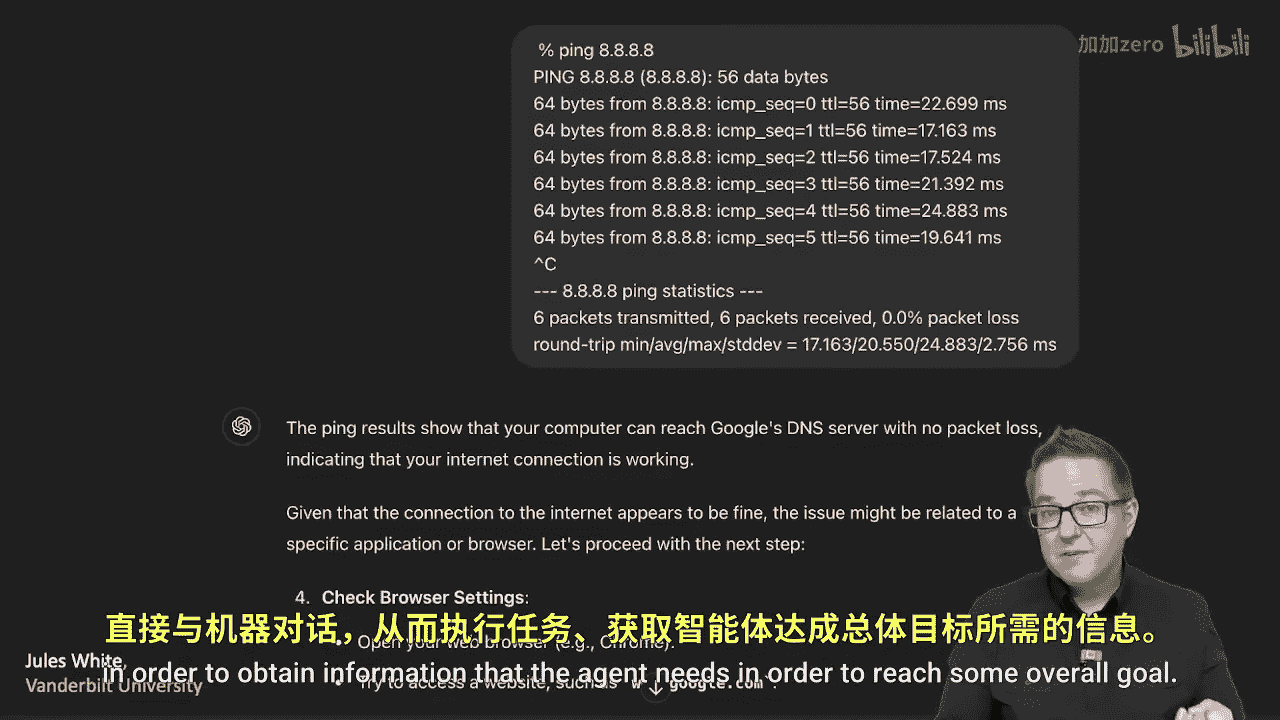 加加zero bilibili
% ping 8.8.8.8
PING 8.8.8.8 (8.8.8.8): 56 data bytes
64 bytes from 8.8.8.8: icmp_seq=0 ttl=56 time=22.699 ms
64 bytes from 8.8.8.8: icmp_seq=1 ttl=56 time=17.163 ms
64 bytes from 8.8.8.8: icmp_seq=2 ttl=56 time=17.524 ms
64 bytes from 8.8.8.8: icmp_seq=3 ttl=56 time=21.392 ms
64 bytes from 8.8.8.8: icmp_seq=4 ttl=56 time=24.883 ms
64 bytes from 8.8.8.8: icmp_seq=5 ttl=56 time=19.641 ms
^C
--- 8.8.8.8 ping statistics ---
6 packets transmitted, 6 packets received, 0.0% packet loss
round-trip min/avg/max/stddev = 17.163/20.550/24.883/2.756 ms
The ping results show that your computer can reach Google's DNS server with no packet loss,
indicating that your internet connection is working.
Given that the connection to the internet appears to be fine, the issue might be related to a
specific application or browser. Let's proceed with the next step:
4. Check Browser Settings:
直接与机器对话，从而执行任务、获取智能体达成总体目标所需的信息。
Open your web browser (e.g., Chrome).
Jules White,
in order to obtain information that the agent needs in order to reach some overall goal.
Try to access a website, such as google.com
Vanderbilt University